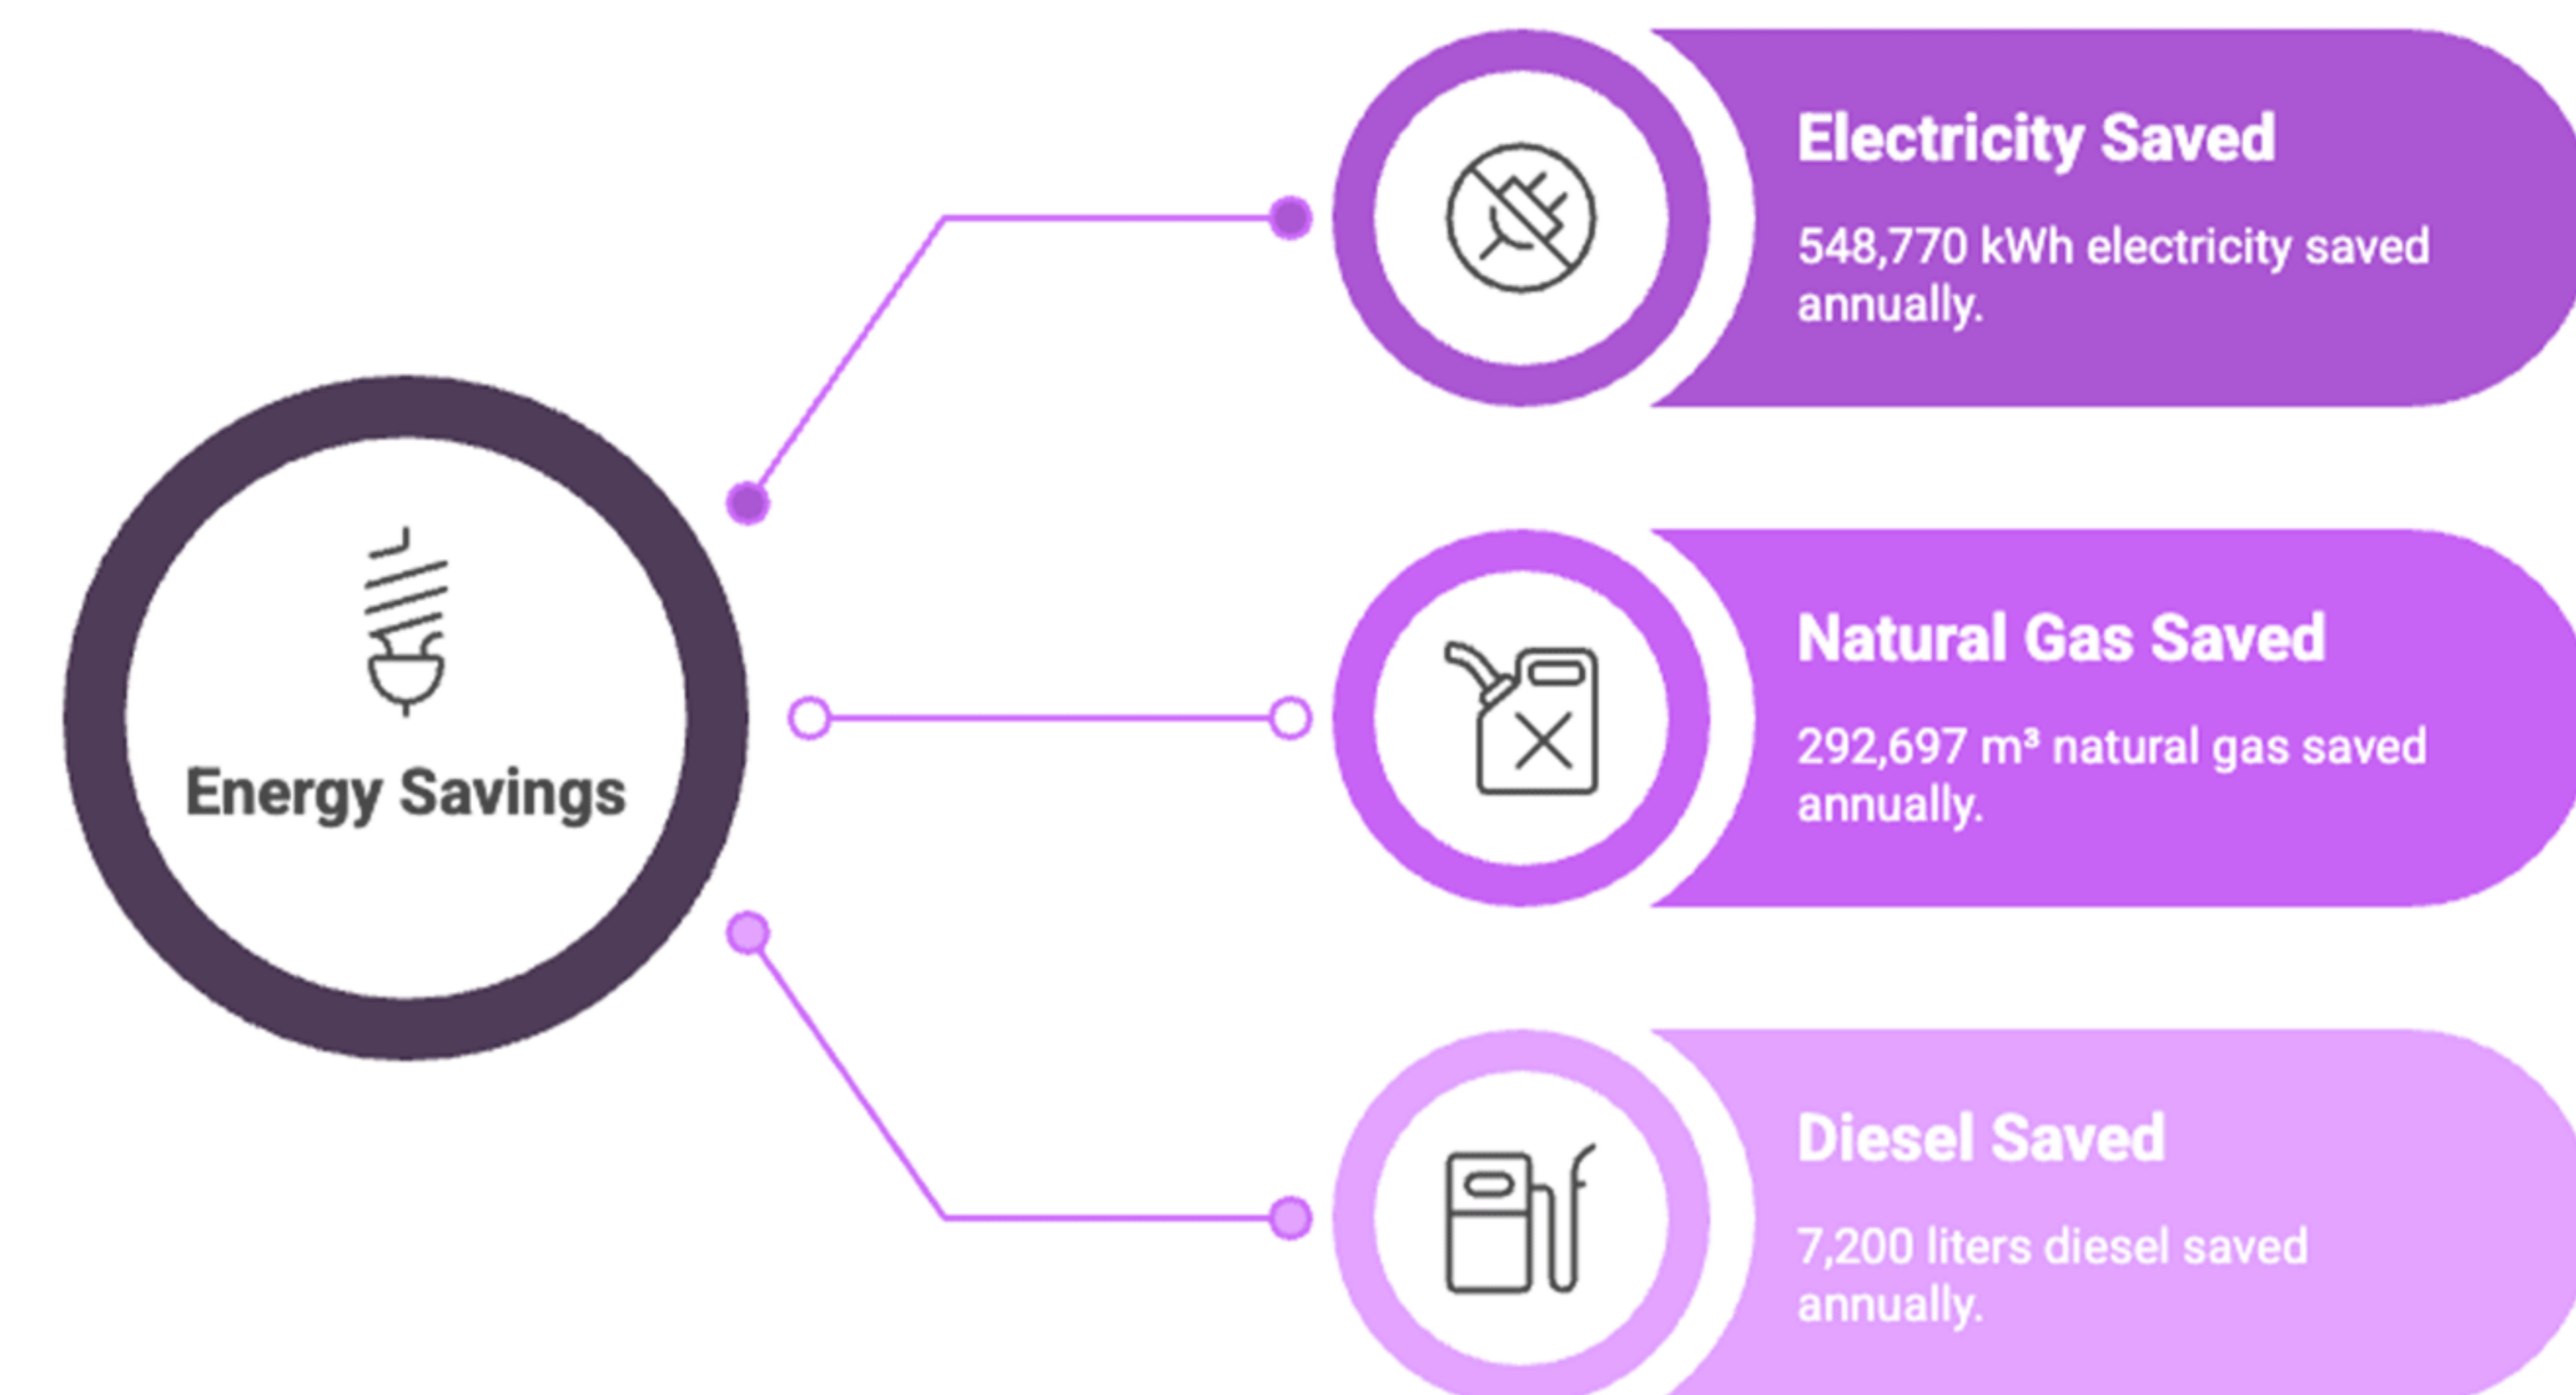 Energy Savings
Electricity Saved
548,770 kWh electricity saved
annually.
Natural Gas Saved
292,697 m³ natural gas saved
annually.
Diesel Saved
7,200 liters diesel saved
annually.